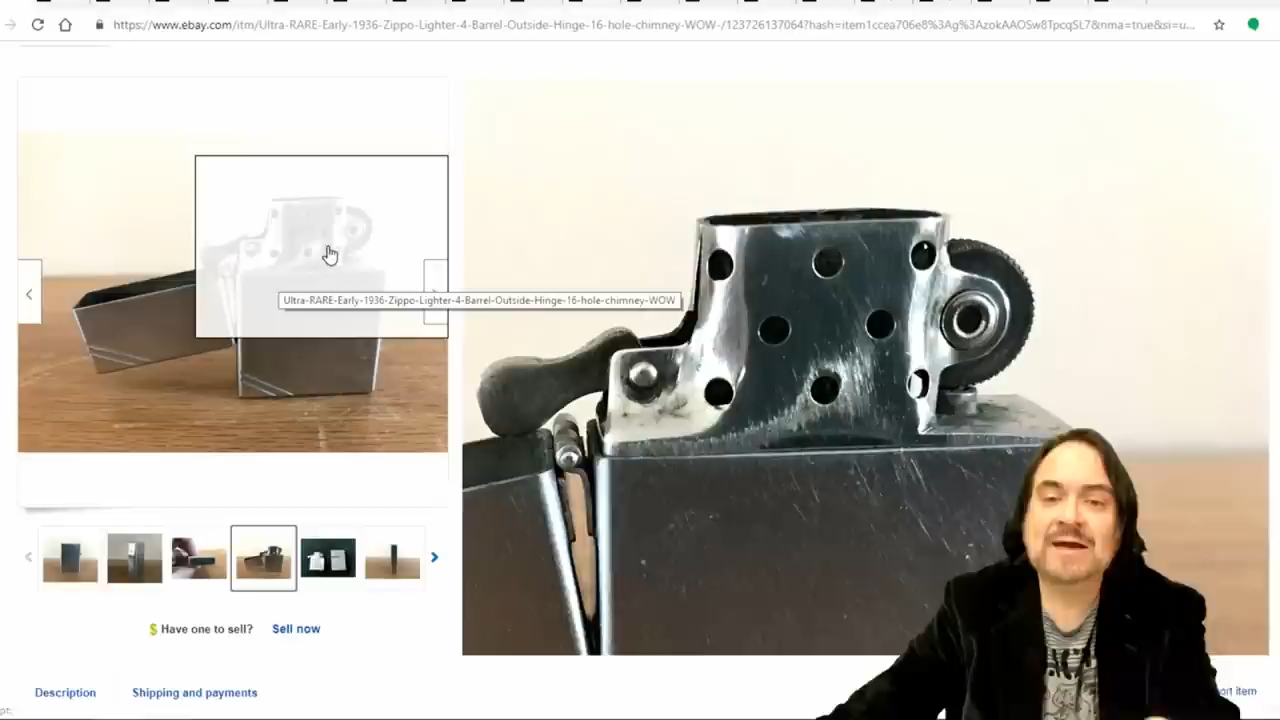 https://www.ebay.com/itm/Ultra-RARE-Early-1936-Zippo-Lighter-4-Barrel-Outside-Hinge-16-hole-chimney-WOW-/123726137064?hash=item1ccea706e8%3Ag%3AzokAAOSw8TpcqSL7&nma=true&si=u...
Ultra-RARE-Early-1936-Zippo-Lighter-4-Barrel-Outside-Hinge-16-hole-chimney-WOW
$ Have one to sell? Sell now
Description Shipping and payments
ort item